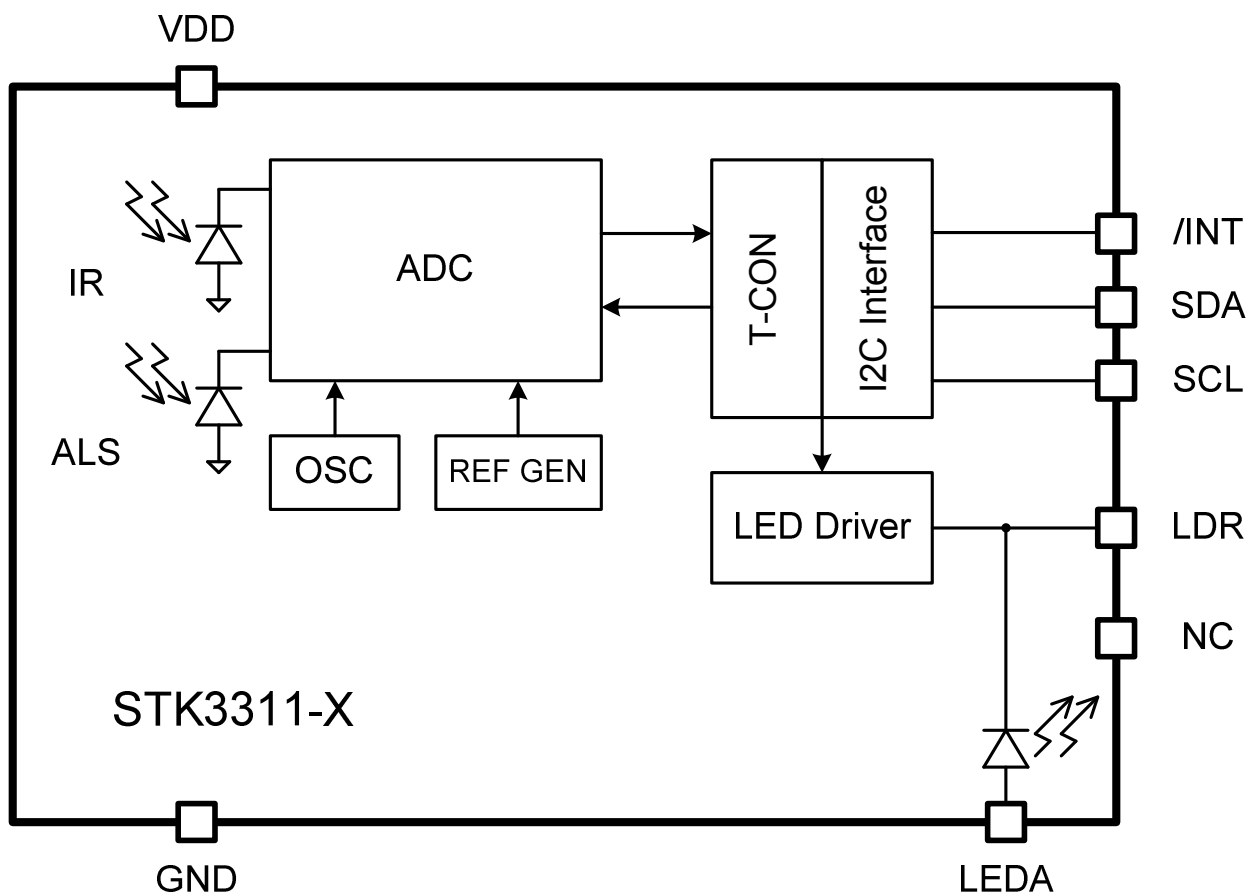 VDD
/INT
ADC
T-CON
I2C Interface
IR
SDA
SCL
ALS
OSC
REF GEN
LED Driver
LDR
NC
STK3311-X
GND
LEDA